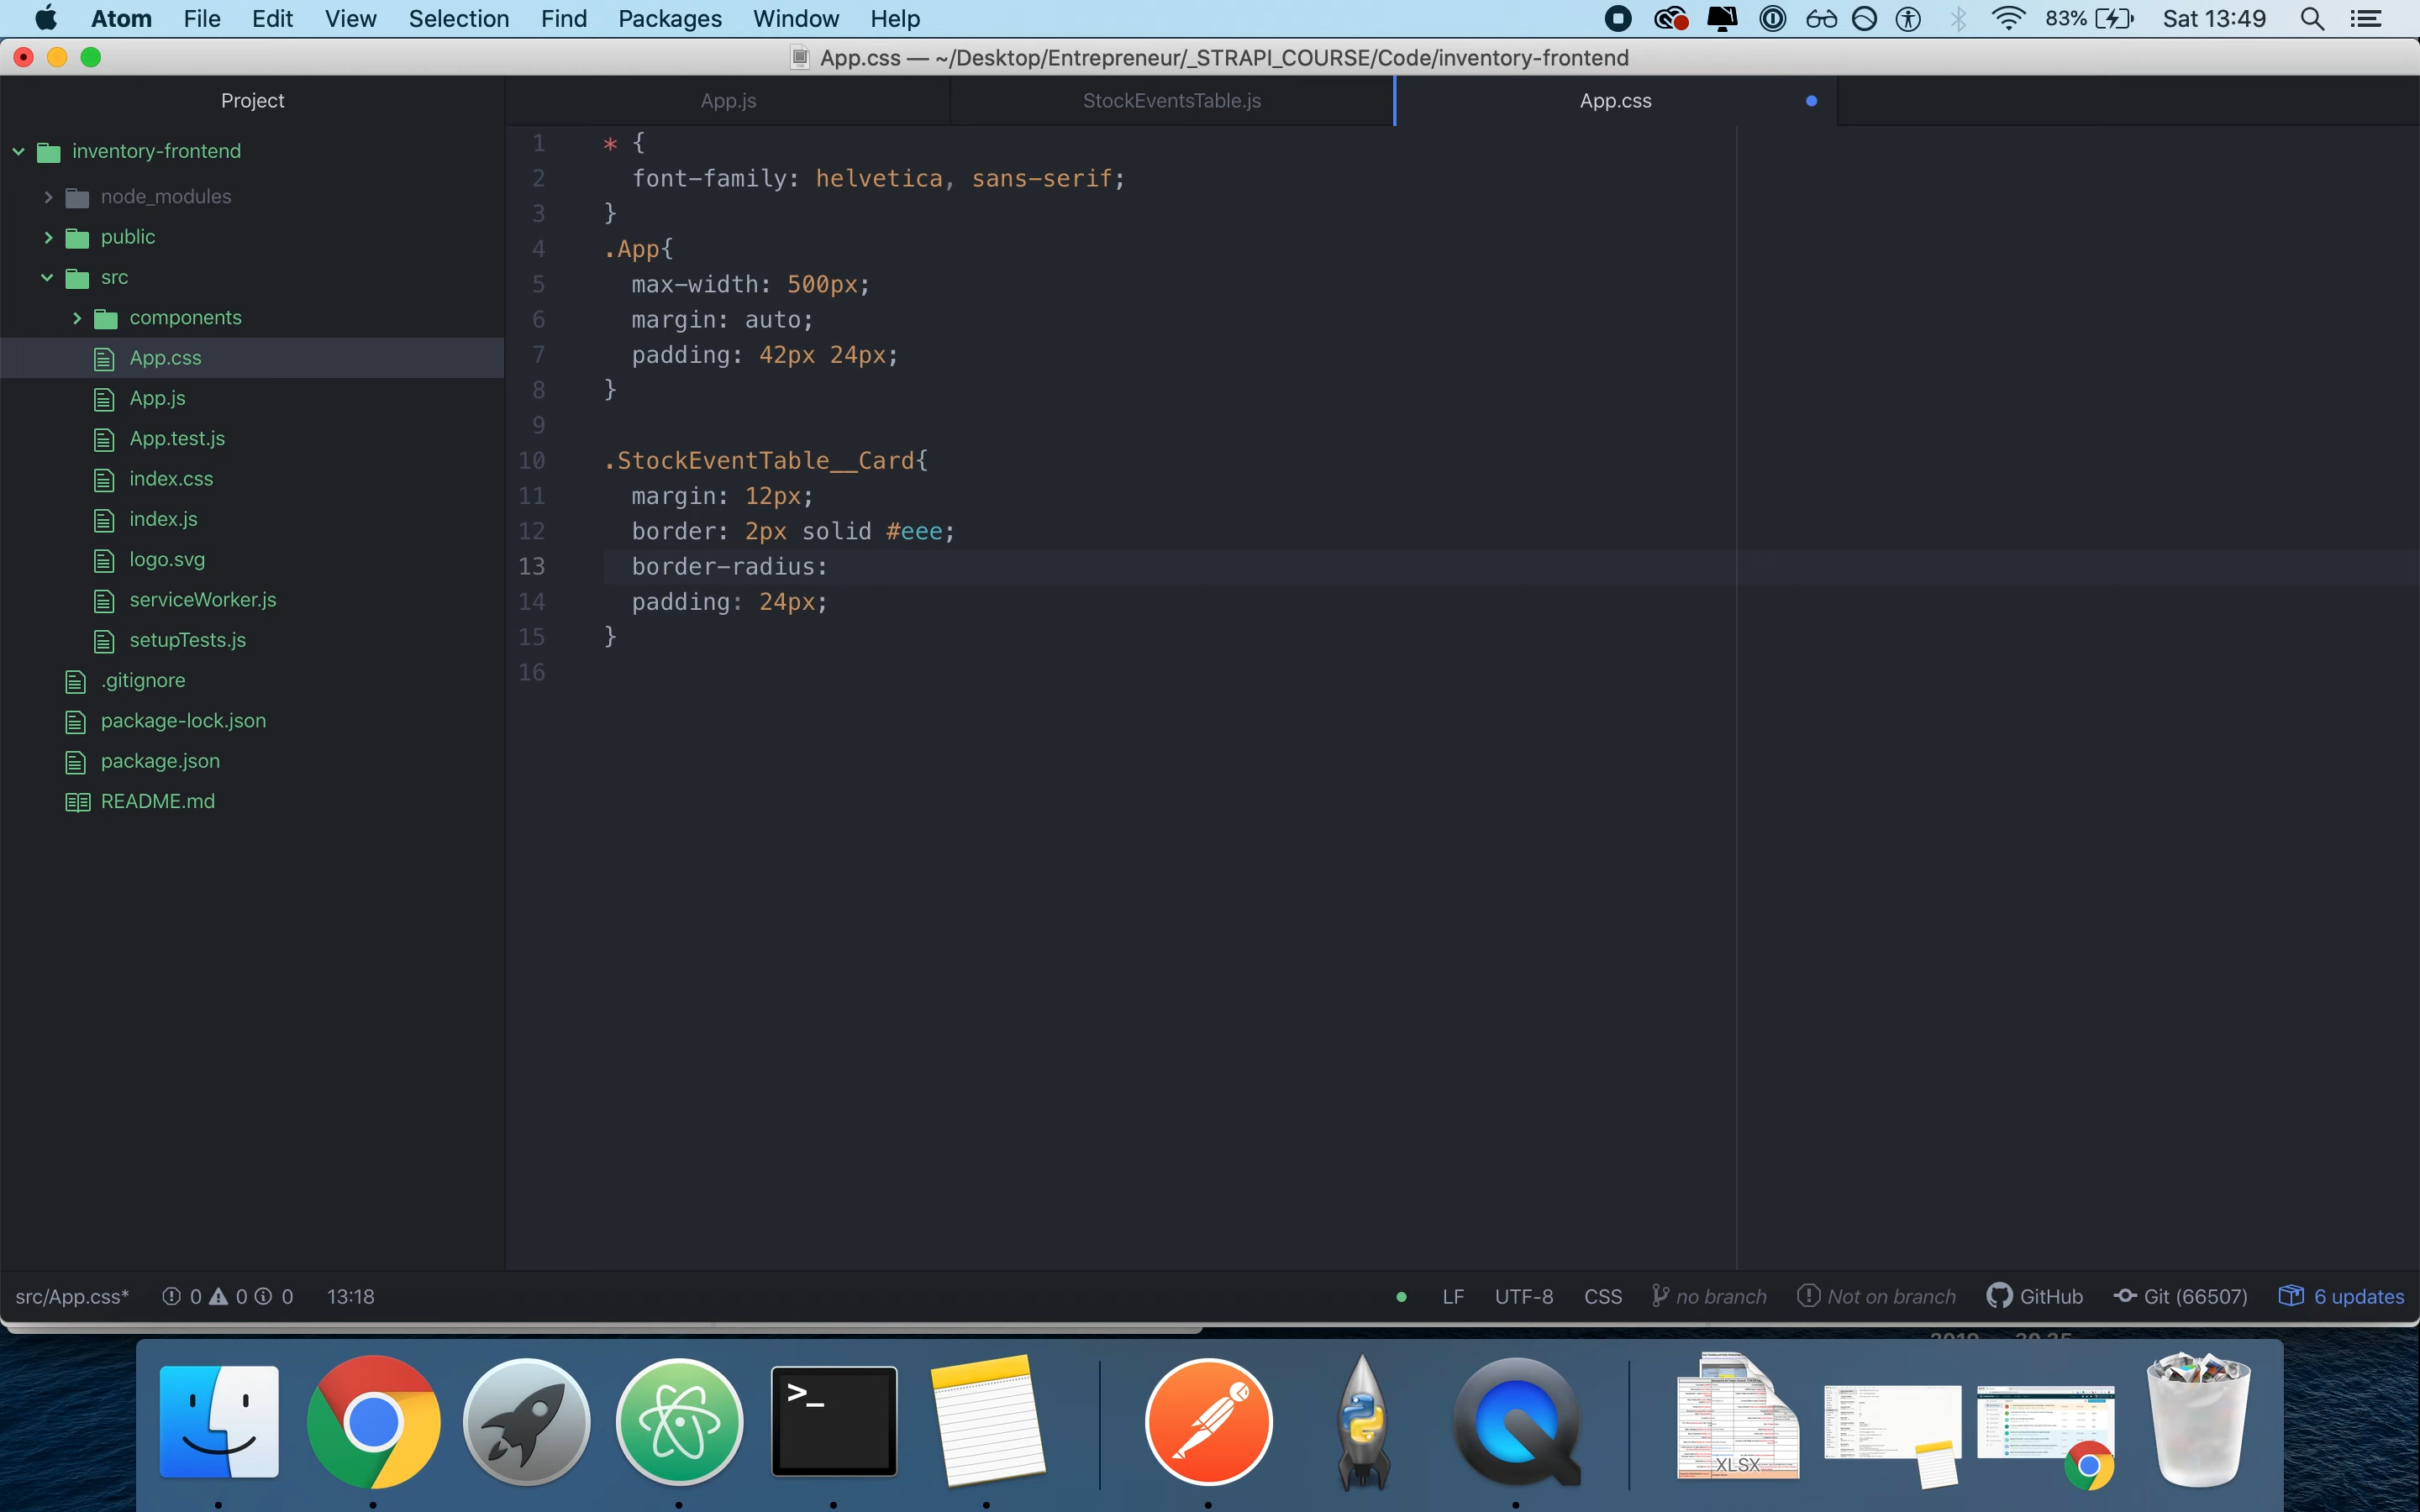 Atom File Edit View Selection Find Packages Window Help 83% Sat 13:49
App.css — ~/Desktop/Entrepreneur/_STRAPI_COURSE/Code/inventory-frontend
Project App.js StockEventsTable.js App.css
inventory-frontend
node_modules
public
src
components
App.css
App.js
App.test.js
index.css
index.js
logo.svg
serviceWorker.js
setupTests.js
.gitignore
package-lock.json
package.json
README.md
1 * {
2 font-family: helvetica, sans-serif;
3 }
4 .App{
5 max-width: 500px;
6 margin: auto;
7 padding: 42px 24px;
8 }
9
10 .StockEventTable__Card{
11 margin: 12px;
12 border: 2px solid #eee;
13 border-radius:
14 padding: 24px;
15 }
16
src/App.css* 0 0 0 13:18 LF UTF-8 CSS no branch Not on branch GitHub Git (66507) 6 updates
>_
XLSX